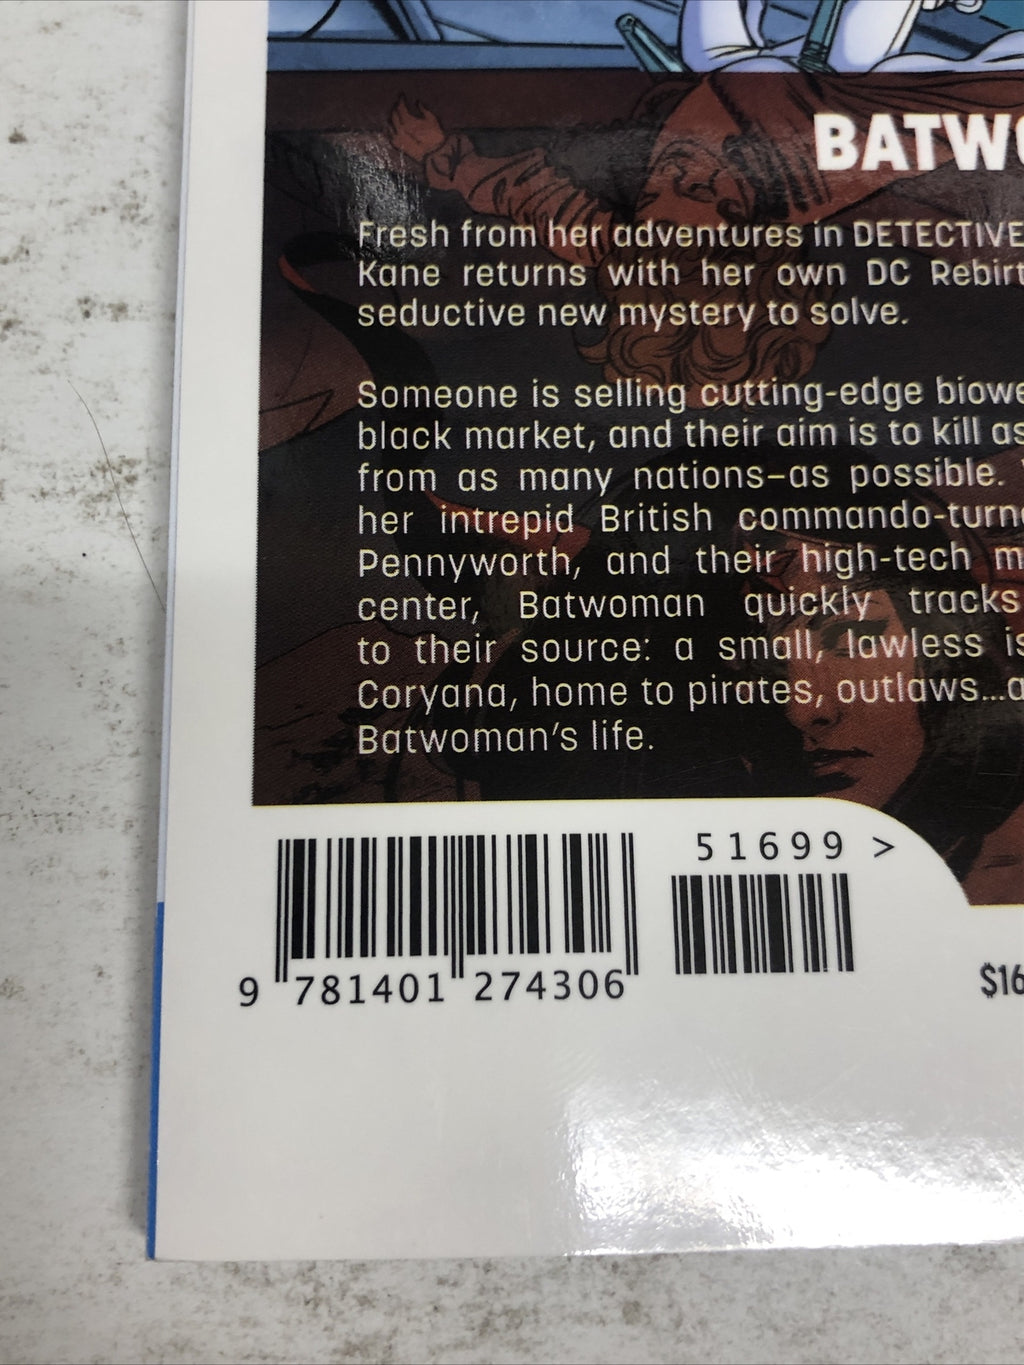 BATWO
Fresh from her adventures in DETECTIVE
Kane returns with her own DC Rebirt
seductive new mystery to solve.
Someone is selling cutting-edge biowe
black market, and their aim is to kill as
from as many nations—as possible.
her intrepid British commando-turne
Pennyworth, and their high-tech m
center, Batwoman quickly tracks
to their source: a small, lawless is
Coryana, home to pirates, outlaws...a
Batwoman's life.
51699 >
9 781401 274306
$16